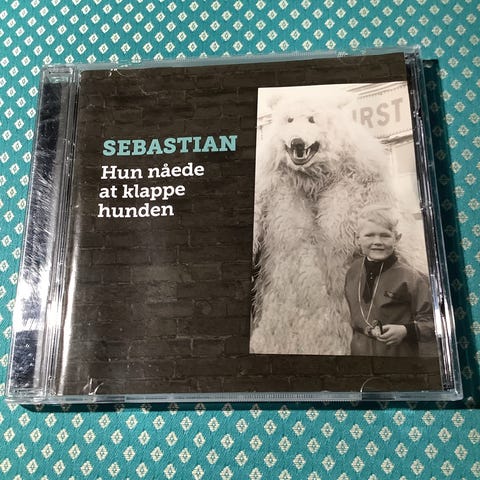 SEBASTIAN
Hun nåede
at klappe
hunden